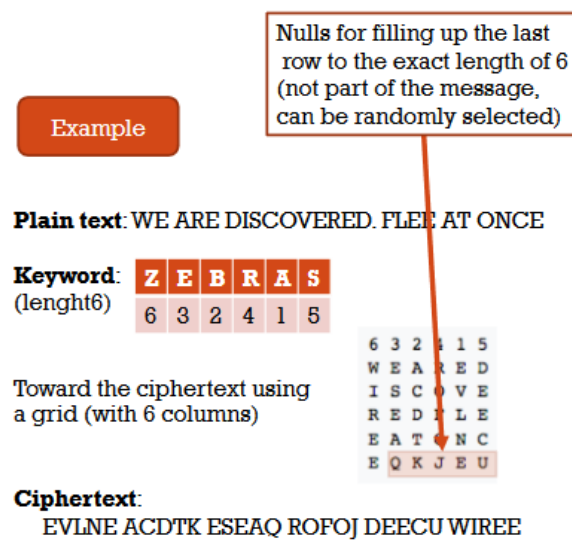 Nulls for filling up the last
row to the exact length of 6
(not part of the message,
can be randomly selected)
Example
Plain text: WE ARE DISCOVERED. FLEE AT ONCE
Keyword:
(lenght6)
Z E B R A S
6 3 2 4 1 5
Toward the ciphertext using
a grid (with 6 columns)
6 3 2 4 1 5
W E A R E D
I S C O V E
R E D F L E
E A T O N C
E Q K J E U
Ciphertext:
EVLNE ACDTK ESEAQ ROFOJ DEECU WIREE